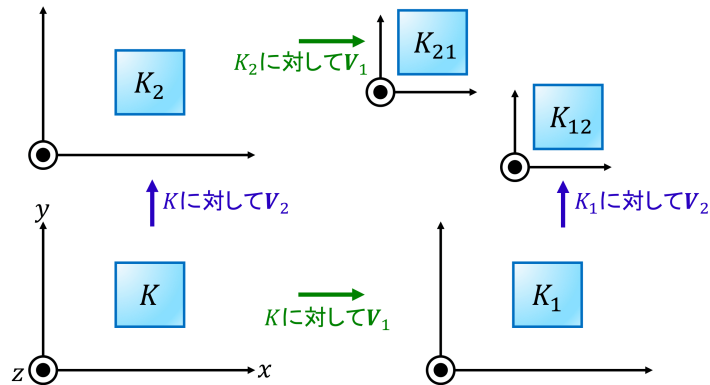 K₂₁
K₂
K₂に対してV₁
K₁₂
Kに対してV₂
K₁に対してV₂
y
K
K₁
Kに対してV₁
z
x